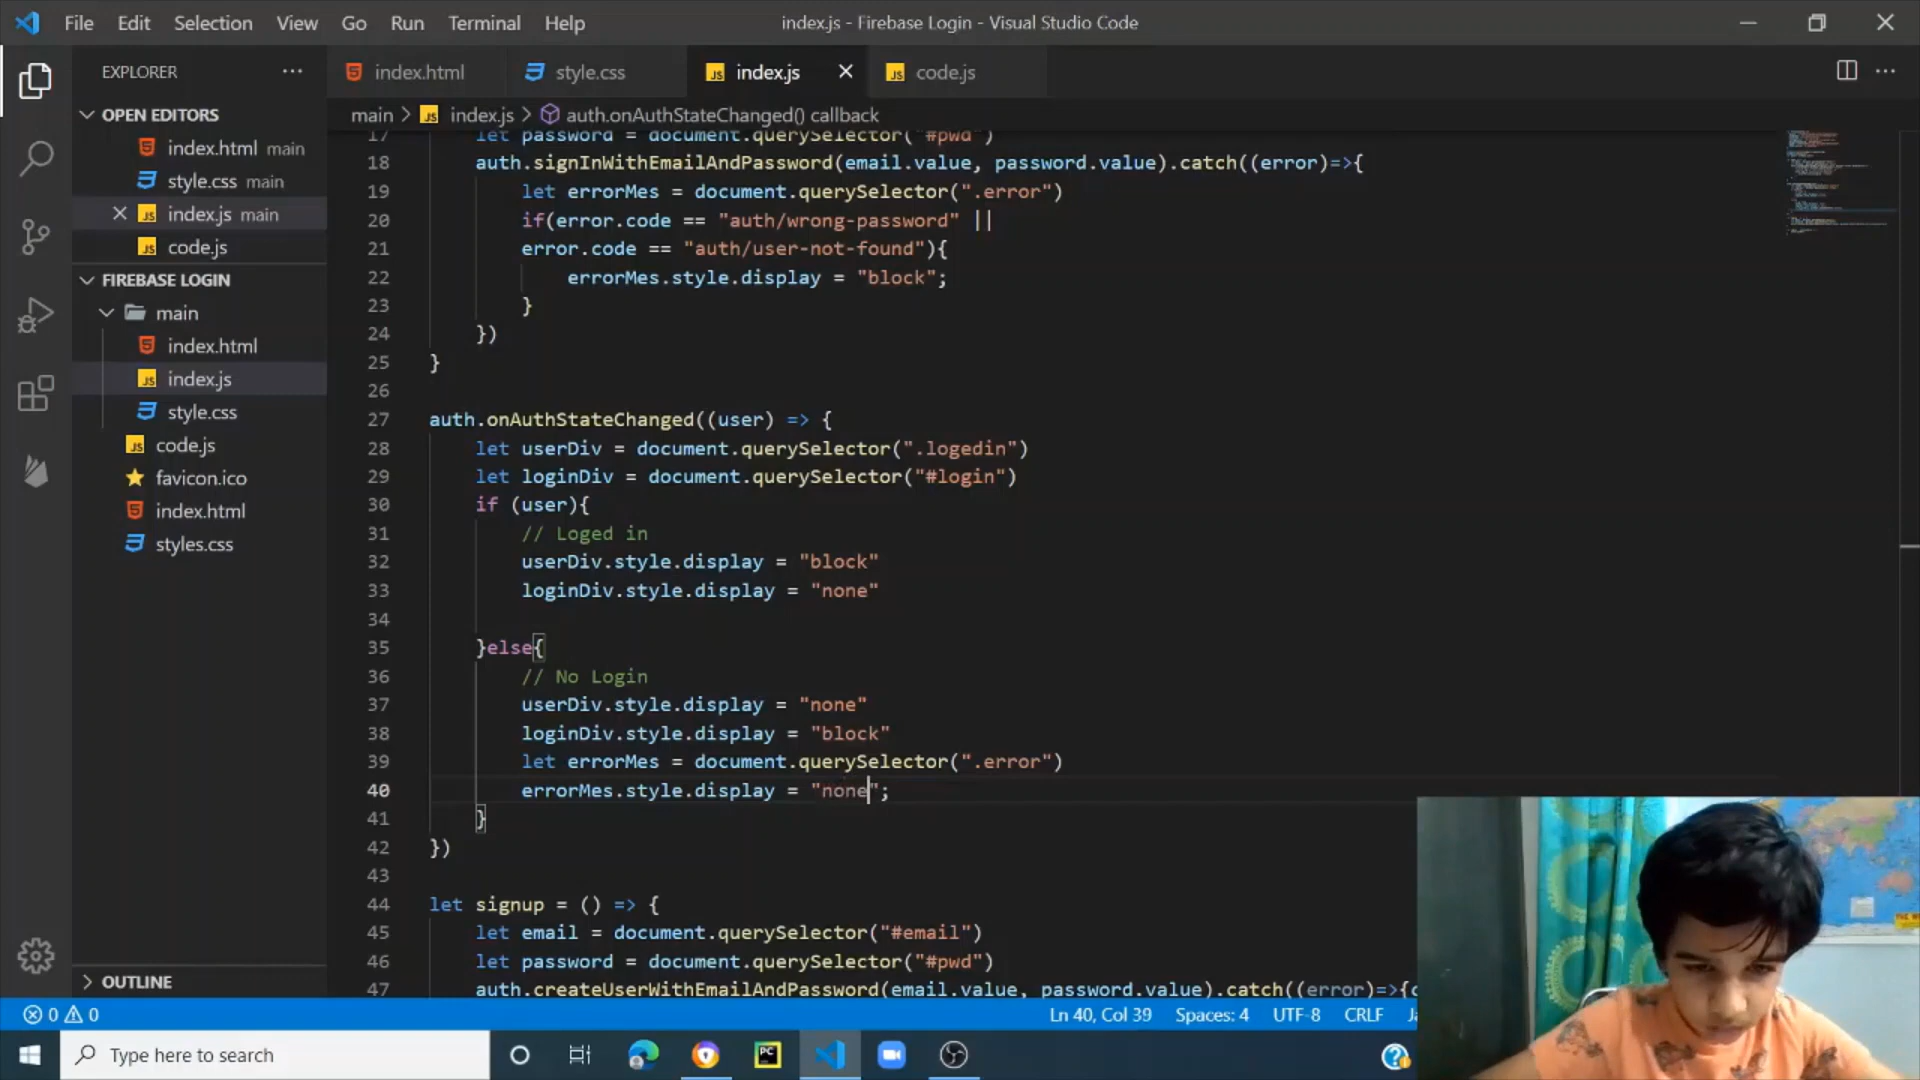 File Edit Selection View Go Run Terminal Help index.js - Firebase Login - Visual Studio Code
EXPLORER
index.html
style.css
index.js
code.js
OPEN EDITORS
index.html main
style.css main
index.js main
code.js
FIREBASE LOGIN
main
index.html
index.js
style.css
code.js
favicon.ico
index.html
styles.css
OUTLINE
main > index.js > auth.onAuthStateChanged() callback
17 let password = document.querySelector("#pwd")
18 auth.signInWithEmailAndPassword(email.value, password.value).catch((error)=>{
19 let errorMes = document.querySelector(".error")
20 if(error.code == "auth/wrong-password" ||
21 error.code == "auth/user-not-found"){
22 errorMes.style.display = "block";
23 }
24 })
25 }
26
27 auth.onAuthStateChanged((user) => {
28 let userDiv = document.querySelector(".logedin")
29 let loginDiv = document.querySelector("#login")
30 if (user){
31 // Loged in
32 userDiv.style.display = "block"
33 loginDiv.style.display = "none"
34
35 }else{
36 // No Login
37 userDiv.style.display = "none"
38 loginDiv.style.display = "block"
39 let errorMes = document.querySelector(".error")
40 errorMes.style.display = "none";
41 }
42 })
43
44 let signup = () => {
45 let email = document.querySelector("#email")
46 let password = document.querySelector("#pwd")
47 auth.createUserWithEmailAndPassword(email.value, password.value).catch((error)=>{
0 0 Ln 40, Col 39 Spaces: 4 UTF-8 CRLF
Type here to search
PC